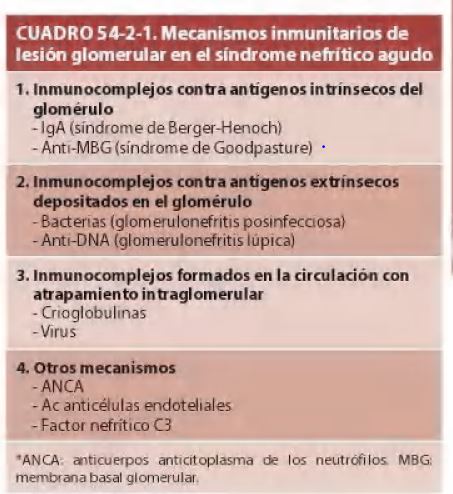 CUADRO 54-2-1. Mecanismos inmunitarios de
lesión glomerular en el síndrome nefrítico agudo
1. Inmunocomplejos contra antígenos intrínsecos del
glomérulo
- IgA (síndrome de Berger-Henoch)
- Anti-MBG (síndrome de Goodpasture)
2. Inmunocomplejos contra antígenos extrínsecos
depositados en el glomérulo
- Bacterias (glomerulonefritis posinfecciosa)
- Anti-DNA (glomerulonefritis lúpica)
3. Inmunocomplejos formados en la circulación con
atrapamiento intraglomerular
- Crioglobulinas
- Virus
4. Otros mecanismos
- ANCA
- Ac anticélulas endoteliales
- Factor nefrítico C3
*ANCA: anticuerpos anticitoplasma de los neutrófilos. MBG:
membrana basal glomerular.